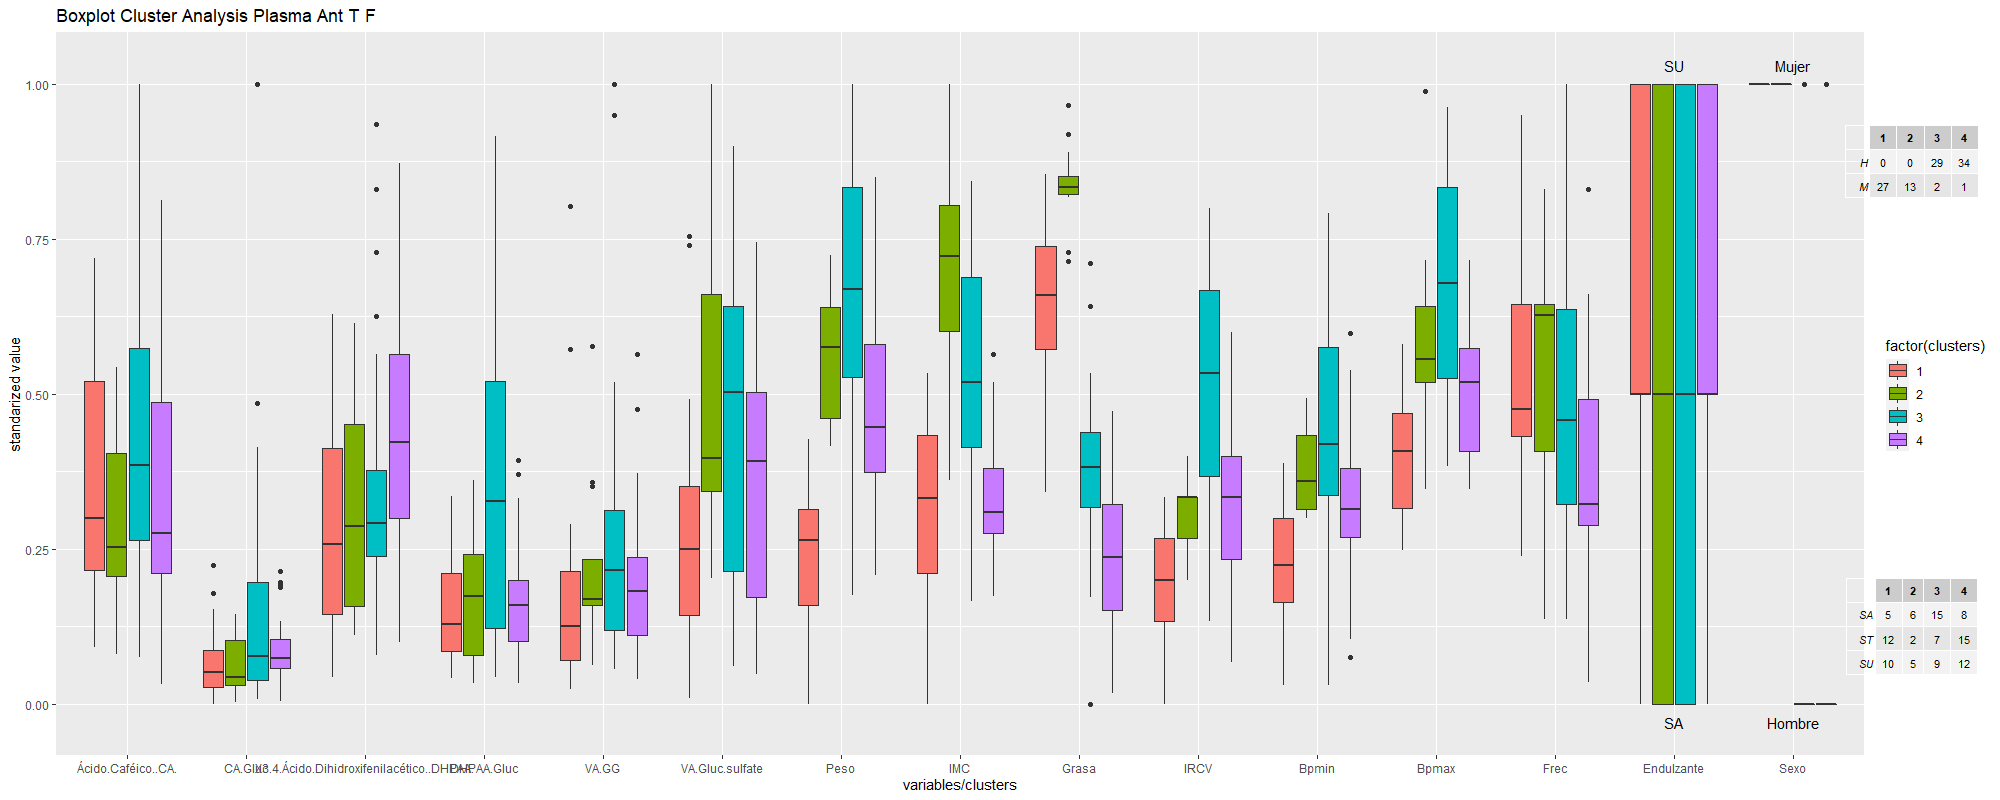 Boxplot Cluster Analysis Plasma Ant T F
standarized value
1.00
0.75
0.50
0.25
0.00
SU
Mujer
SA
Hombre
1 2 3 4
H 0 0 29 34
M 27 13 2 1
factor(clusters)
1
2
3
4
1 2 3 4
SA 5 6 15 8
ST 12 2 7 15
SU 10 5 9 12
Ácido.Caféico..CA. CA.Gluc 3.4.Ácido.Dihidroxifenilacético..DHPAA. DHPAA.Gluc VA.GG VA.Gluc.sulfate Peso IMC Grasa IRCV Bpmin Bpmax Frec Endulzante Sexo
variables/clusters